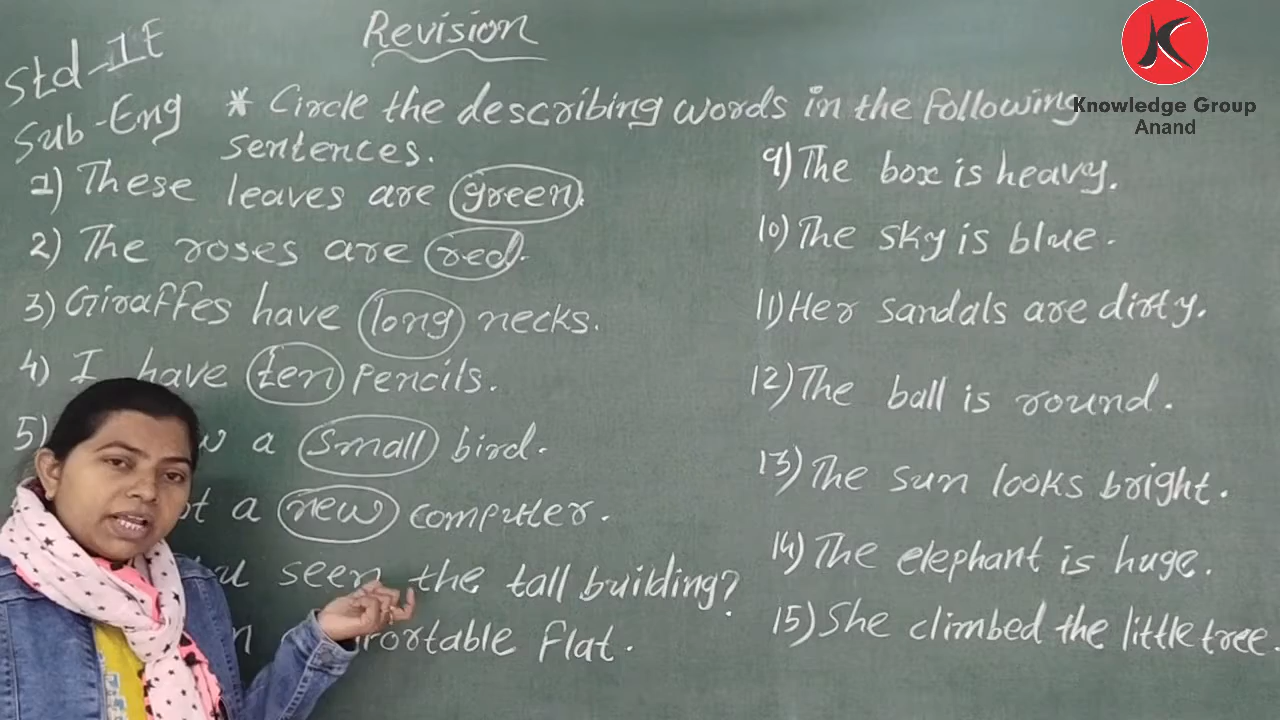 Std-1E
Sub-Eng
Revision
* Circle the describing words in the following
sentences.
1) These leaves are green.
2) The roses are red.
3) Giraffes have long necks.
4) I have ten pencils.
5) a small bird.
a new computer.
seen the tall building?
flat.
9) The box is heavy.
10) The sky is blue.
11) Her sandals are dirty.
12) The ball is round.
13) The sun looks bright.
14) The elephant is huge.
15) She climbed the little tree.
Knowledge Group
Anand